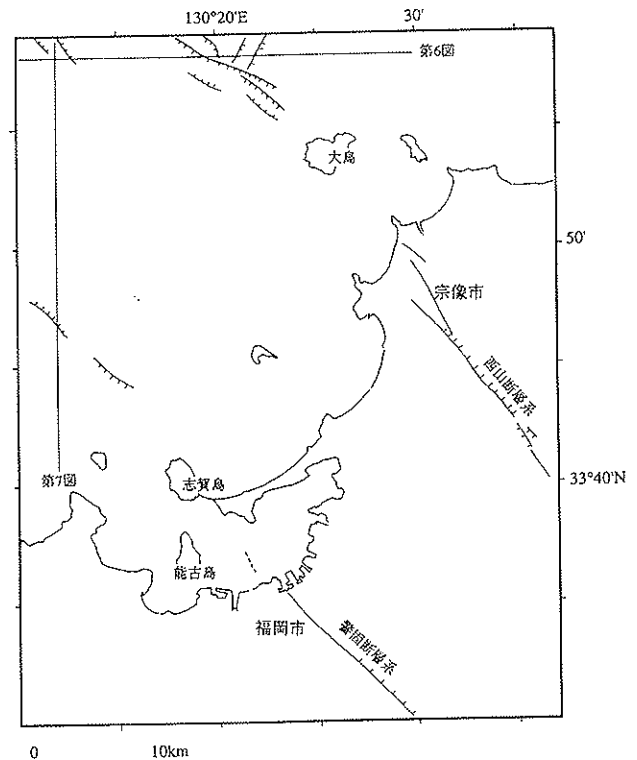 130°20'E
30'
第6図
大島
50'
宗像市
西山断層系
第7図
志賀島
33°40'N
能古島
福岡市
警固断層系
0 10km